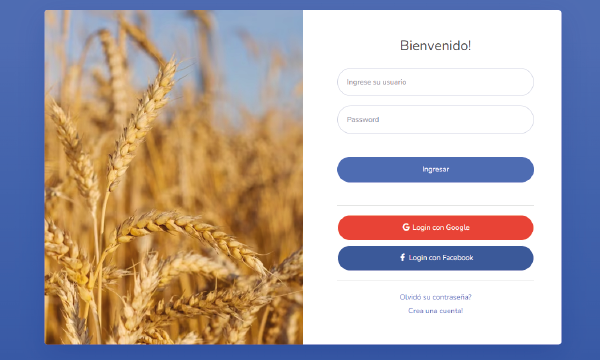 Bienvenido!
Ingrese su usuario
Password
Ingresar
Login con Google
Login con Facebook
Olvidó su contraseña?
Crea una cuenta!